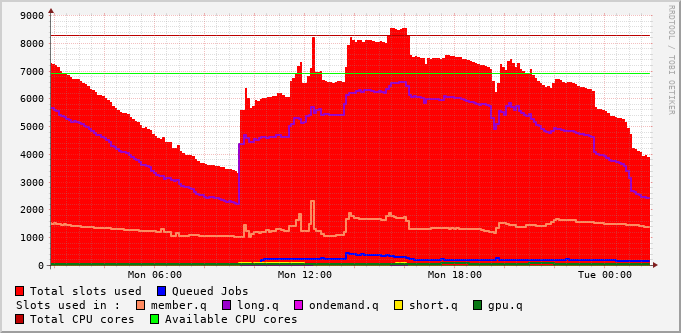 9000
8000
7000
6000
5000
4000
3000
2000
1000
0
Mon 06:00 Mon 12:00 Mon 18:00 Tue 00:00
Total slots used Queued Jobs
Slots used in : member.q long.q ondemand.q short.q gpu.q
Total CPU cores Available CPU cores
RRDTOOL / TOBI OETIKER